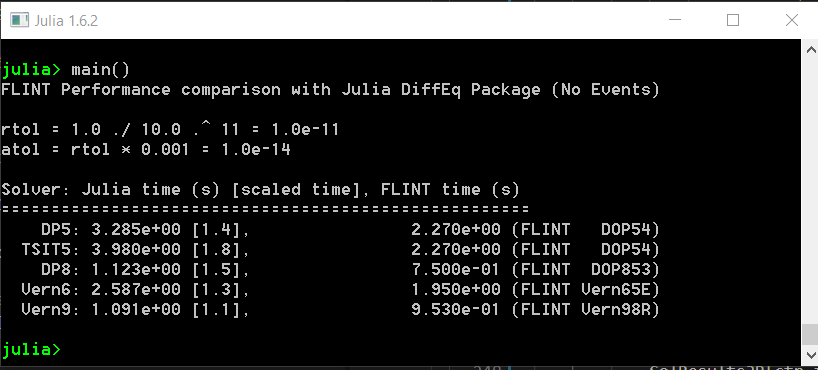 Julia 1.6.2
julia> main()
FLINT Performance comparison with Julia DiffEq Package (No Events)
rtol = 1.0 ./ 10.0 .^ 11 = 1.0e-11
atol = rtol * 0.001 = 1.0e-14
Solver: Julia time (s) [scaled time], FLINT time (s)
=====================================================
DP5: 3.285e+00 [1.4], 2.270e+00 (FLINT DOP54)
TSIT5: 3.980e+00 [1.8], 2.270e+00 (FLINT DOP54)
DP8: 1.123e+00 [1.5], 7.500e-01 (FLINT DOP853)
Vern6: 2.587e+00 [1.3], 1.950e+00 (FLINT Vern65E)
Vern9: 1.091e+00 [1.1], 9.530e-01 (FLINT Vern98R)
julia>